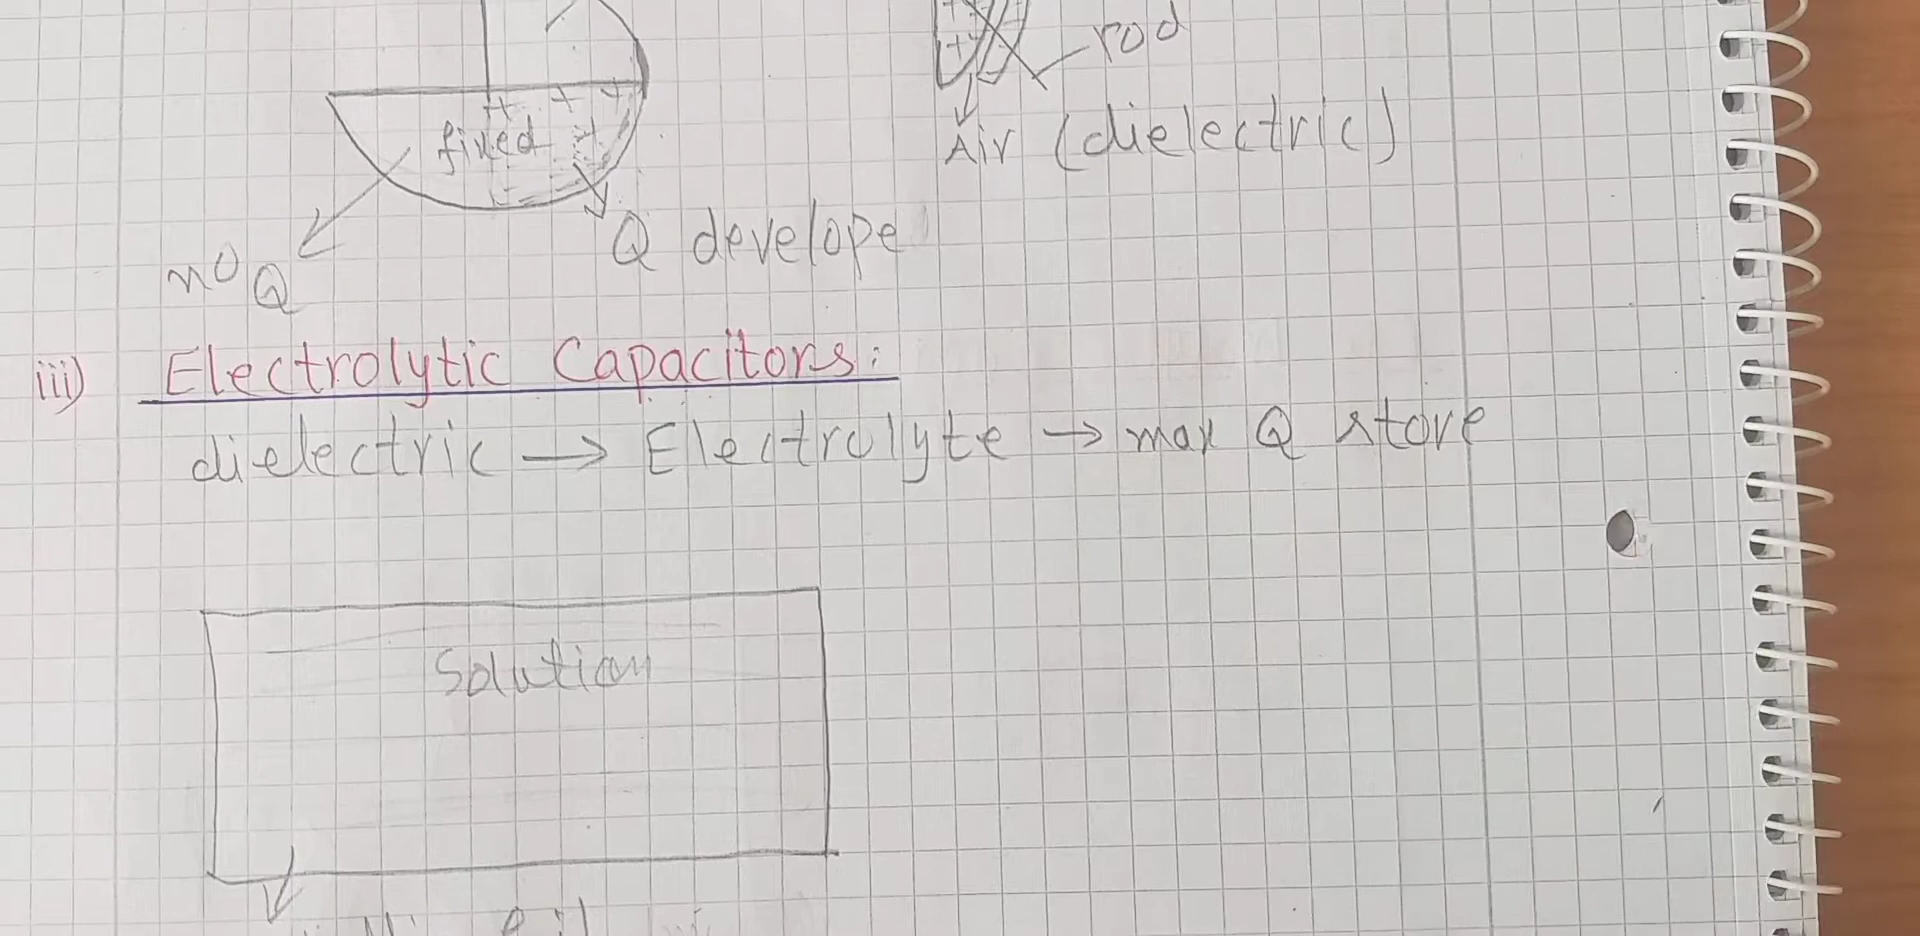 rod
fixed
Air (dielectric)
Q develope
no Q
iii) Electrolytic Capacitors:
dielectric → Electrolyte → max Q store
Solution